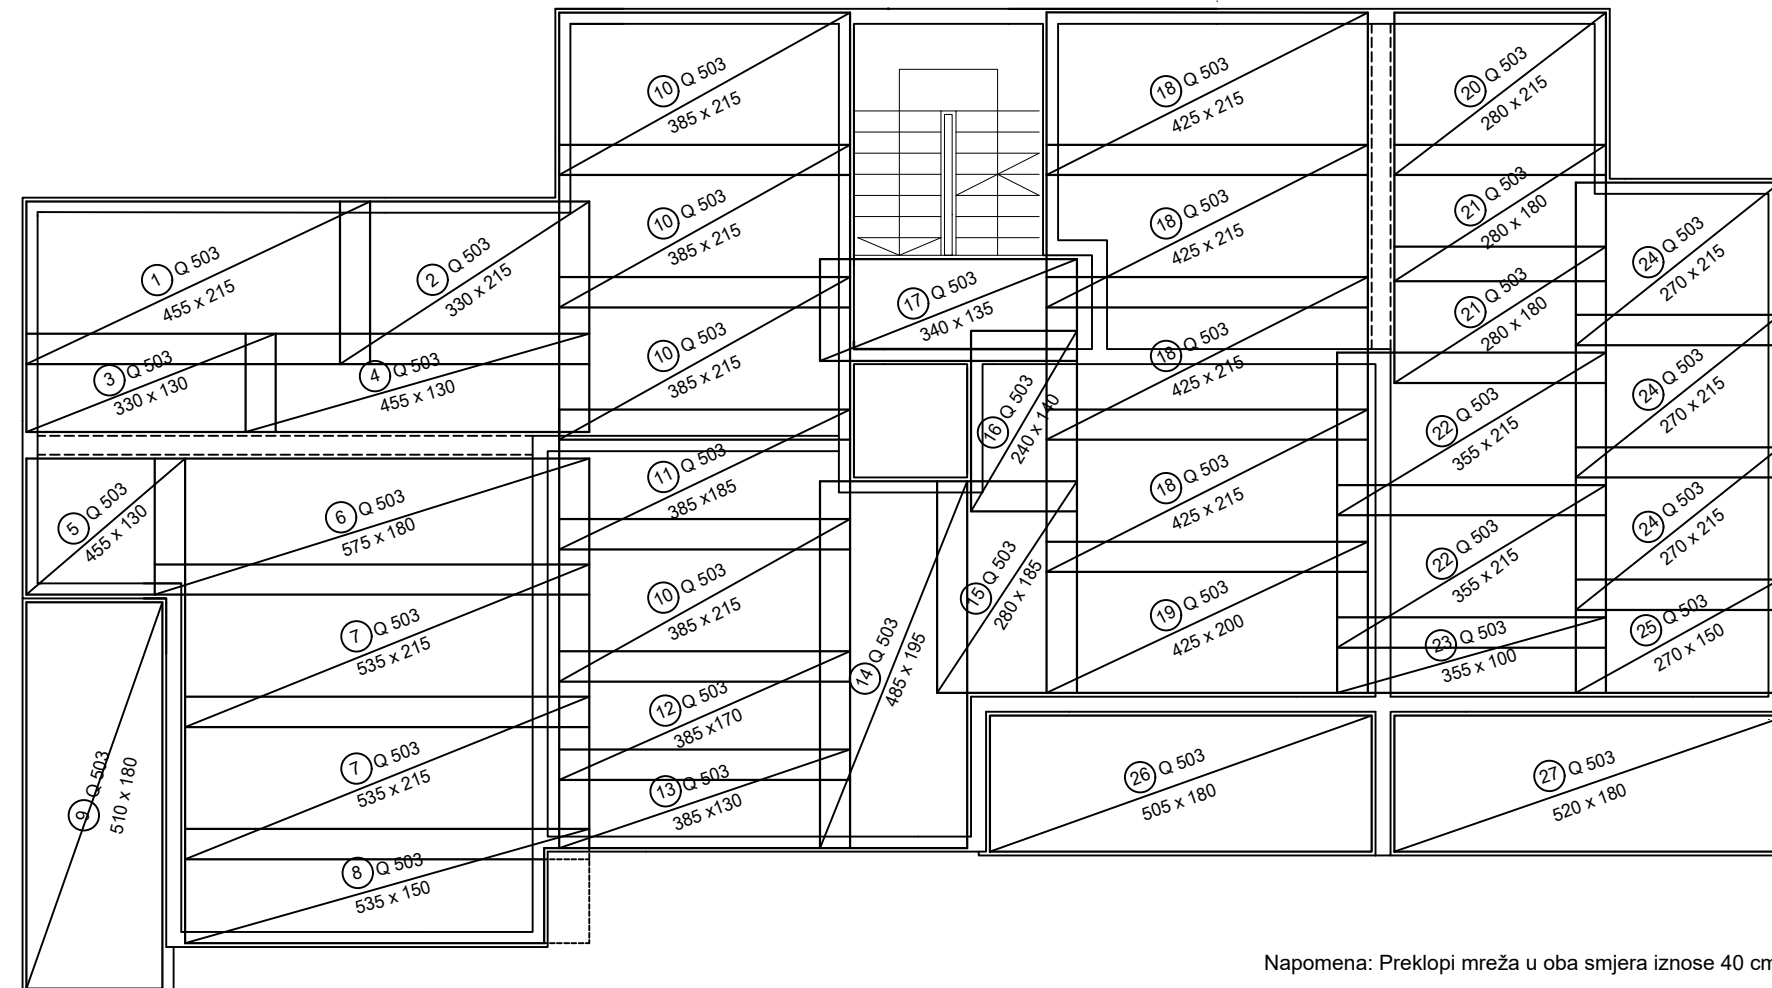 10 Q 503
385 x 215
18 Q 503
425 x 215
20 Q 503
280 x 215
10 Q 503
385 x 215
18 Q 503
425 x 215
21 Q 503
280 x 180
24 Q 503
270 x 215
1 Q 503
455 x 215
2 Q 503
330 x 215
17 Q 503
340 x 135
21 Q 503
280 x 180
3 Q 503
330 x 130
4 Q 503
455 x 130
10 Q 503
385 x 215
18 Q 503
425 x 215
24 Q 503
270 x 215
16 Q 503
240 x 140
22 Q 503
355 x 215
11 Q 503
385 x185
18 Q 503
425 x 215
5 Q 503
455 x 130
6 Q 503
575 x 180
24 Q 503
270 x 215
22 Q 503
355 x 215
10 Q 503
385 x 215
15 Q 503
280 x 185
19 Q 503
425 x 200
7 Q 503
535 x 215
14 Q 503
485 x 195
23 Q 503
355 x 100
25 Q 503
270 x 150
12 Q 503
385 x170
7 Q 503
535 x 215
13 Q 503
385 x130
26 Q 503
505 x 180
27 Q 503
520 x 180
9 Q 503
510 x 180
8 Q 503
535 x 150
Napomena: Preklopi mreža u oba smjera iznose 40 cm